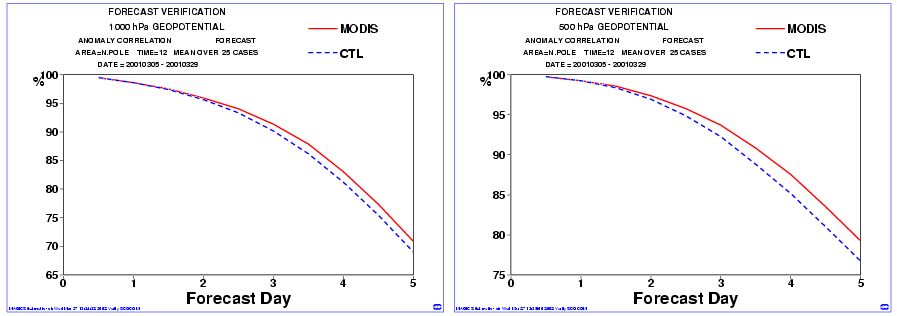 FORECAST VERIFICATION
1000 hPa GEOPOTENTIAL
ANOMALY CORRELATION FORECAST
AREA=N.POLE TIME=12 MEAN OVER 25 CASES
DATE = 20010305 - 20010329
MODIS
CTL
%
100
95
90
85
80
75
70
65
0 1 2 3 4 5
Forecast Day
FORECAST VERIFICATION
500 hPa GEOPOTENTIAL
ANOMALY CORRELATION FORECAST
AREA=N.POLE TIME=12 MEAN OVER 25 CASES
DATE = 20010305 - 20010329
MODIS
CTL
%
100
95
90
85
80
75
0 1 2 3 4 5
Forecast Day